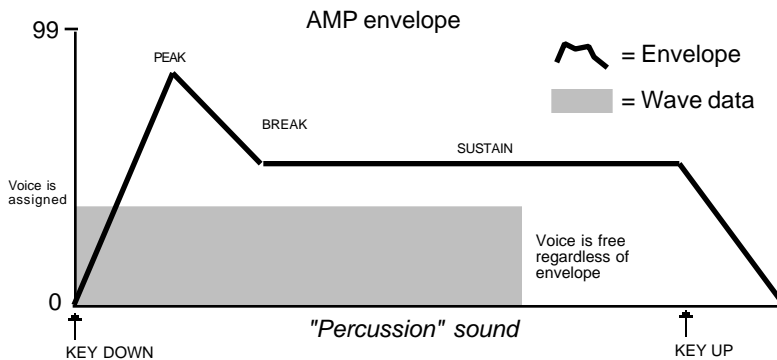 AMP envelope
99
PEAK
= Envelope
= Wave data
BREAK
SUSTAIN
Voice is
assigned
Voice is free
regardless of
envelope
0
"Percussion" sound
KEY DOWN
KEY UP